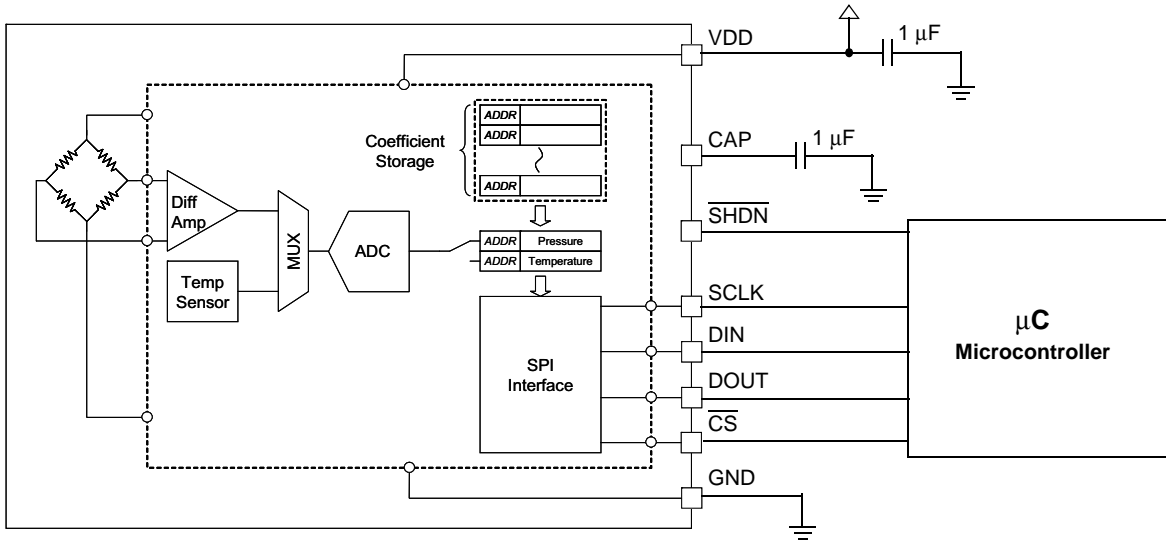 VDD
1 μF
CAP
1 μF
Coefficient
Storage
ADDR
ADDR
ADDR
SHDN
Diff
Amp
MUX
ADC
ADDR Pressure
ADDR Temperature
Temp
Sensor
SCLK
DIN
DOUT
CS
GND
SPI
Interface
μC
Microcontroller